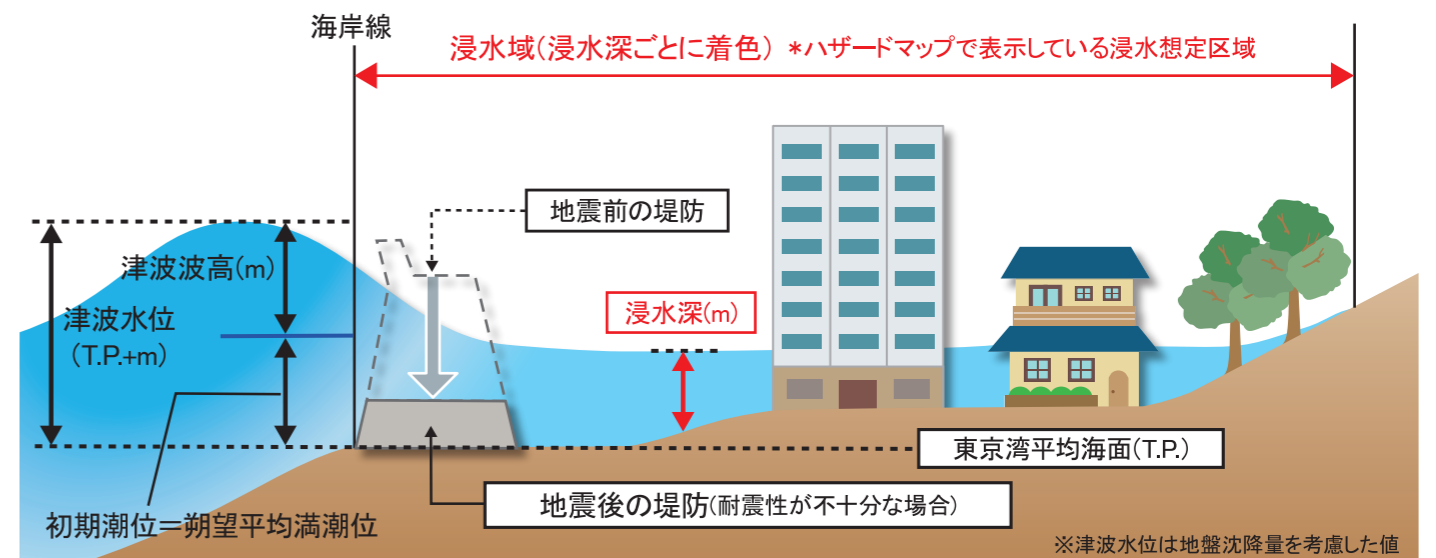 海岸線
浸水域(浸水深ごとに着色) *ハザードマップで表示している浸水想定区域
地震前の堤防
津波波高(m)
浸水深(m)
津波水位
(T.P.+m)
東京湾平均海面(T.P.)
地震後の堤防(耐震性が不十分な場合)
初期潮位=朔望平均満潮位
※津波水位は地盤沈降量を考慮した値